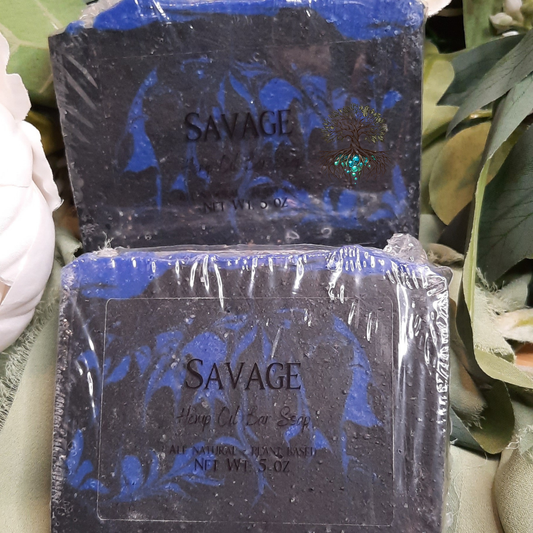 SAVAGE
NET WT 5 OZ
SAVAGE
Hemp Oil Bar Soap
ALL NATURAL - PLANT BASED
NET WT. 5 OZ